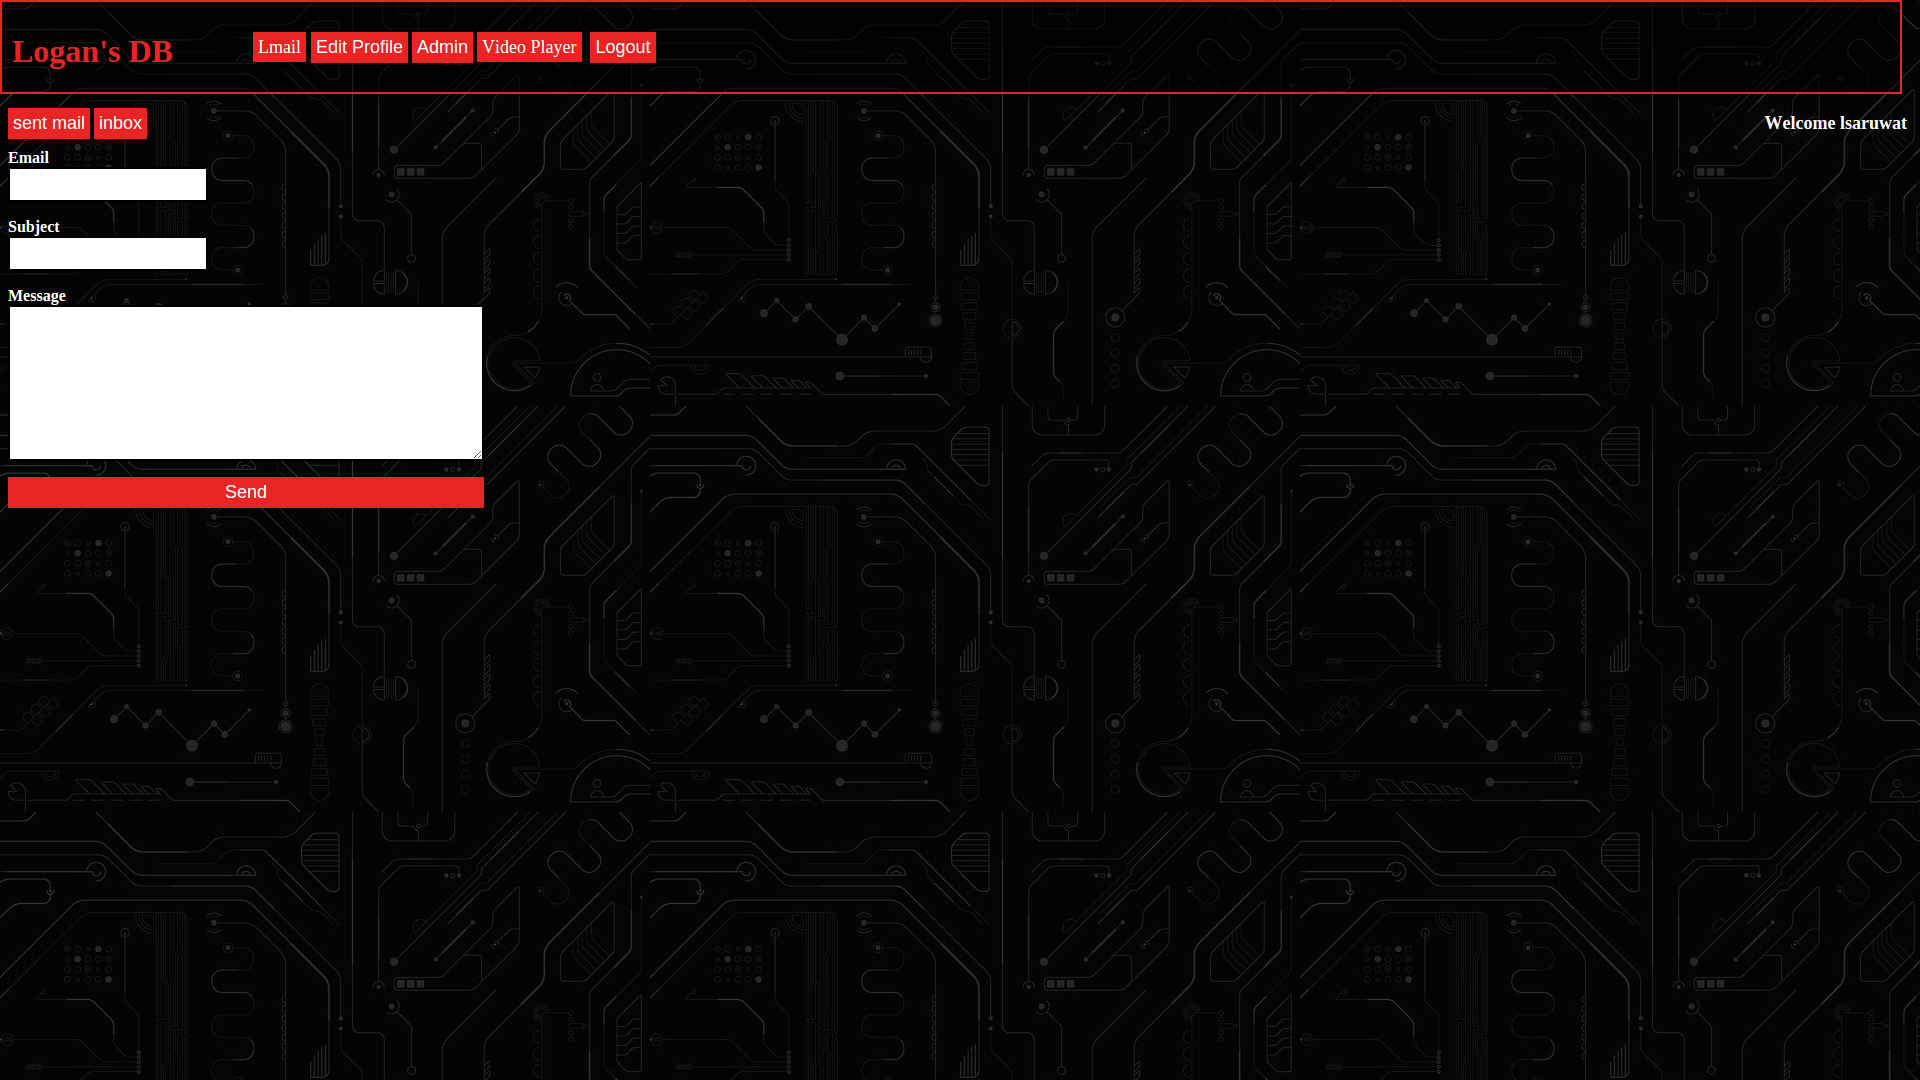 Logan's DB
Lmail Edit Profile Admin Video Player Logout
sent mail inbox
Welcome lsaruwat
Email
Subject
Message
Send